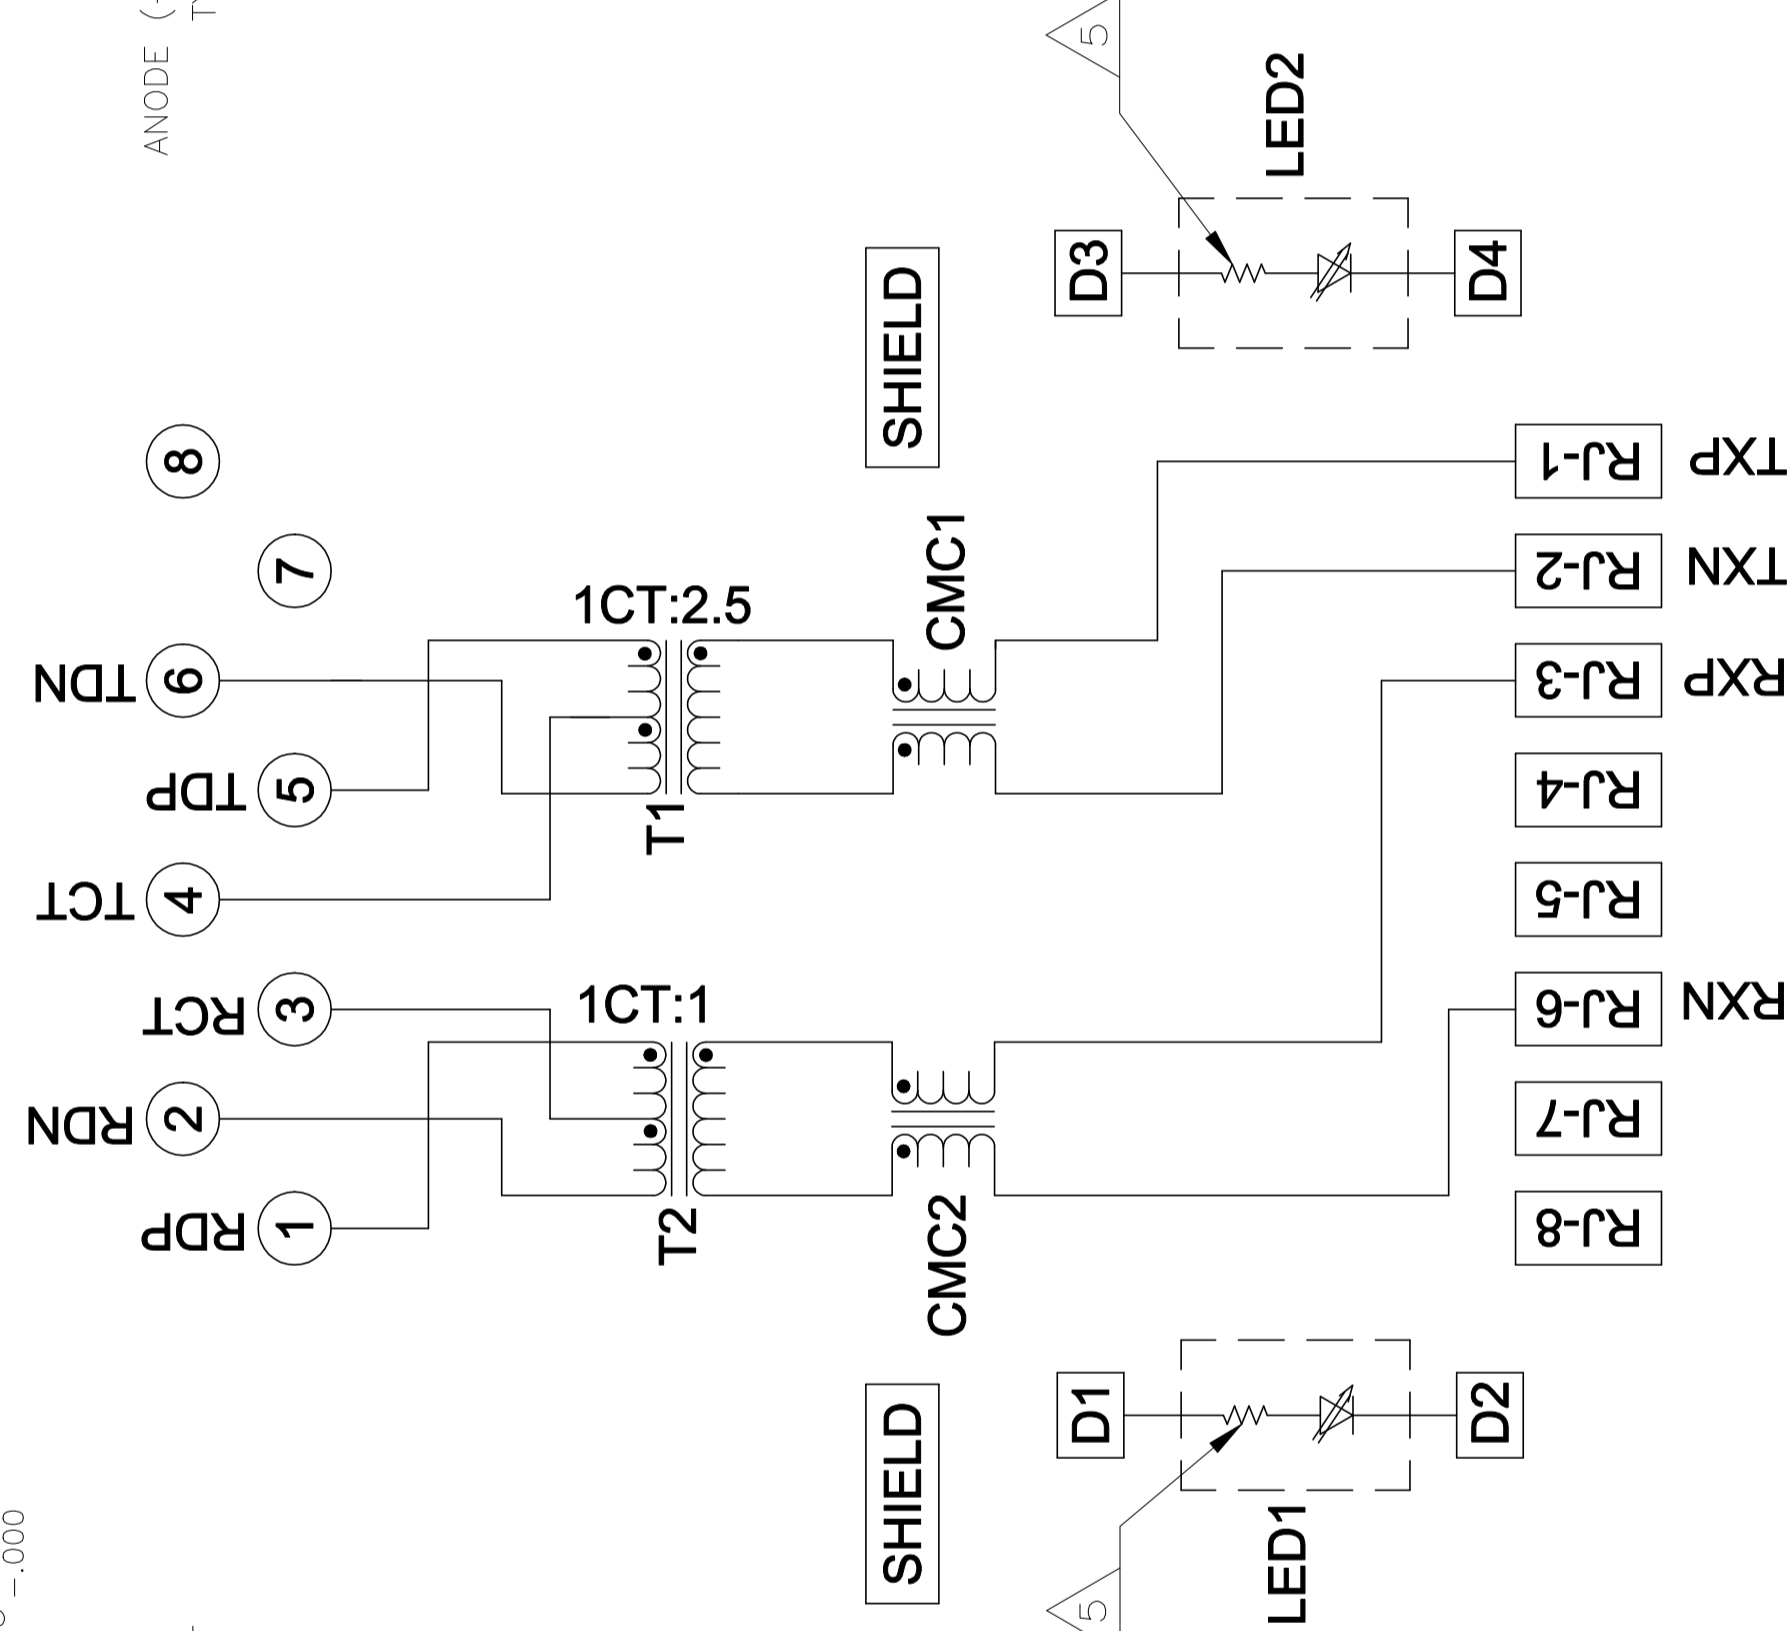 ANODE (
-.000
TDN
6
8
7
TDP
5
TCT
4
RCT
3
RDN
2
RDP
1
1CT:2.5
T1
1CT:1
T2
CMC1
CMC2
SHIELD
SHIELD
5
D3
D4
LED2
5
D1
D2
LED1
RJ-1
TXP
RJ-2
TXN
RJ-3
RXP
RJ-4
RJ-5
RJ-6
RXN
RJ-7
RJ-8